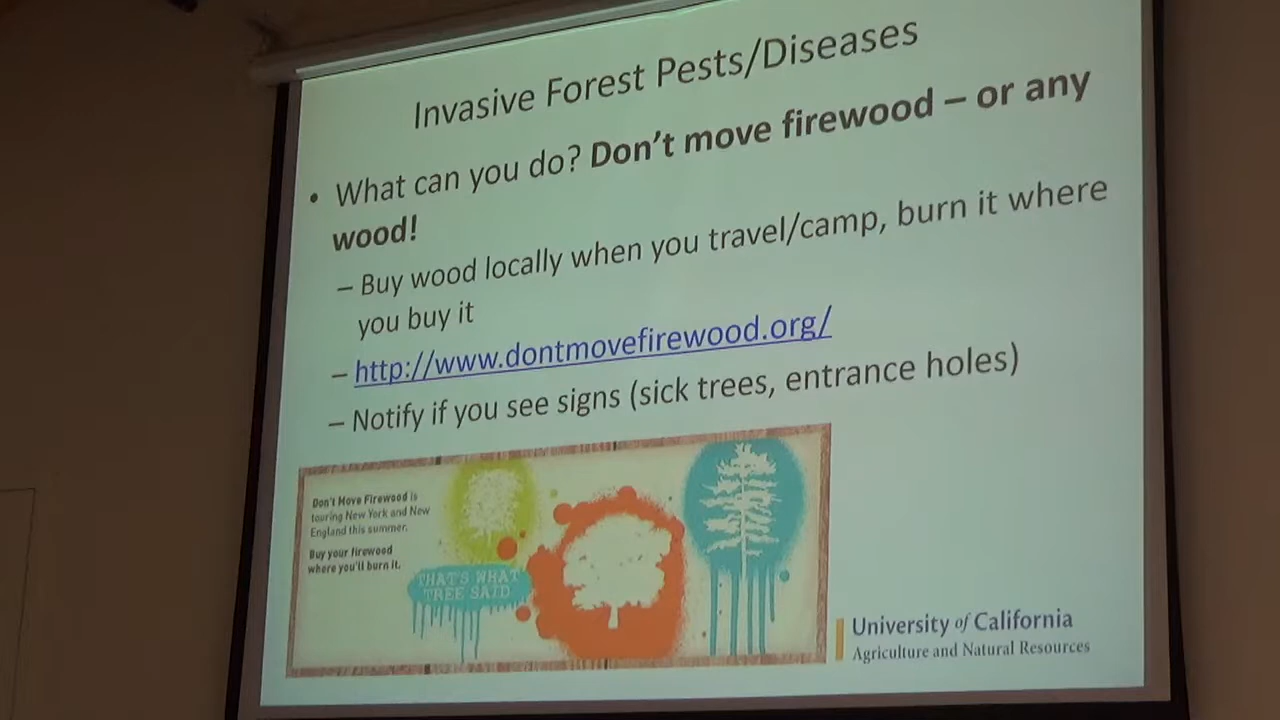 Invasive Forest Pests/Diseases
• What can you do? Don't move firewood – or any
wood!
– Buy wood locally when you travel/camp, burn it where
you buy it
– http://www.dontmovefirewood.org/
– Notify if you see signs (sick trees, entrance holes)
Don't Move Firewood is
touring New York and New
England this summer.
Buy your firewood
where you'll burn it.
THAT'S WHAT
TREE SAID
University of California
Agriculture and Natural Resources